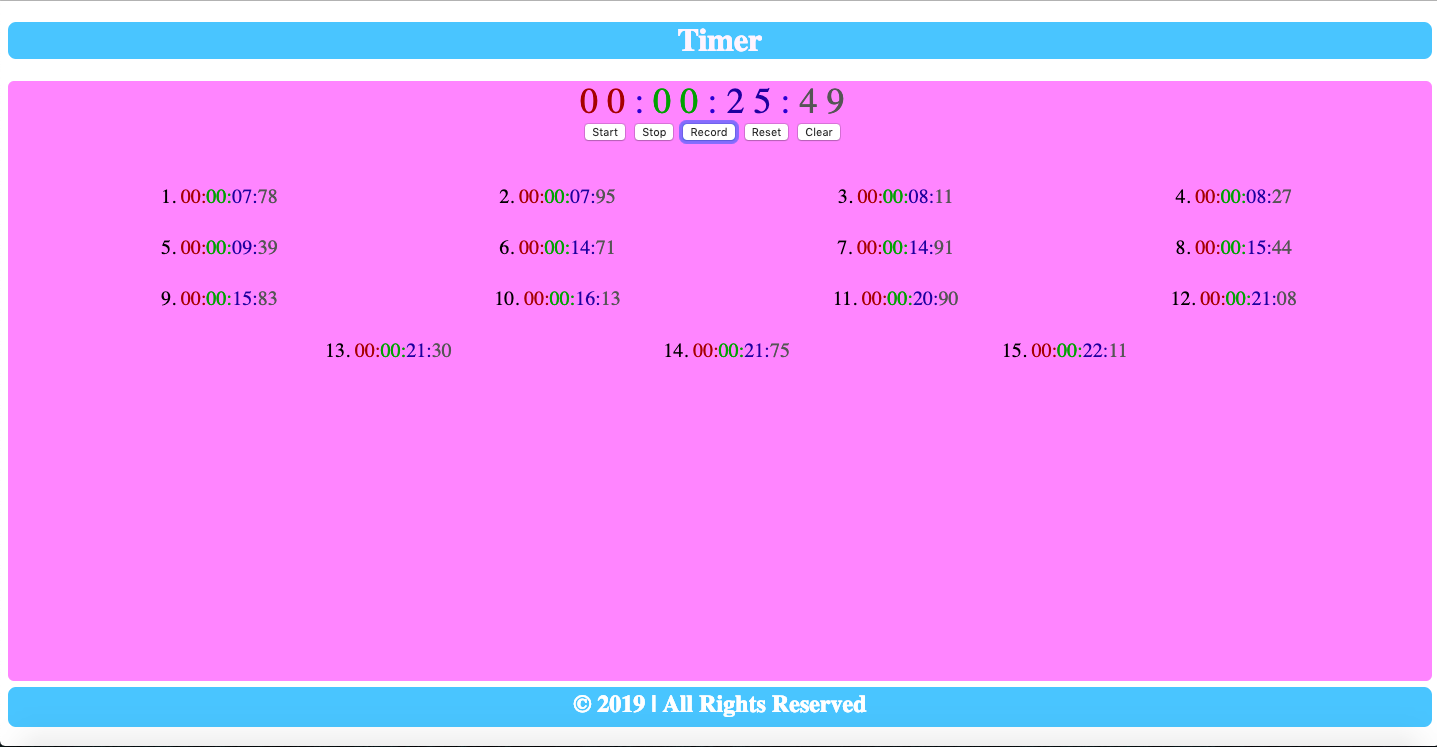 Timer
00:00:25:49
Start Stop Record Reset Clear
1. 00:00:07:78 2. 00:00:07:95 3. 00:00:08:11 4. 00:00:08:27
5. 00:00:09:39 6. 00:00:14:71 7. 00:00:14:91 8. 00:00:15:44
9. 00:00:15:83 10. 00:00:16:13 11. 00:00:20:90 12. 00:00:21:08
13. 00:00:21:30 14. 00:00:21:75 15. 00:00:22:11
© 2019 | All Rights Reserved